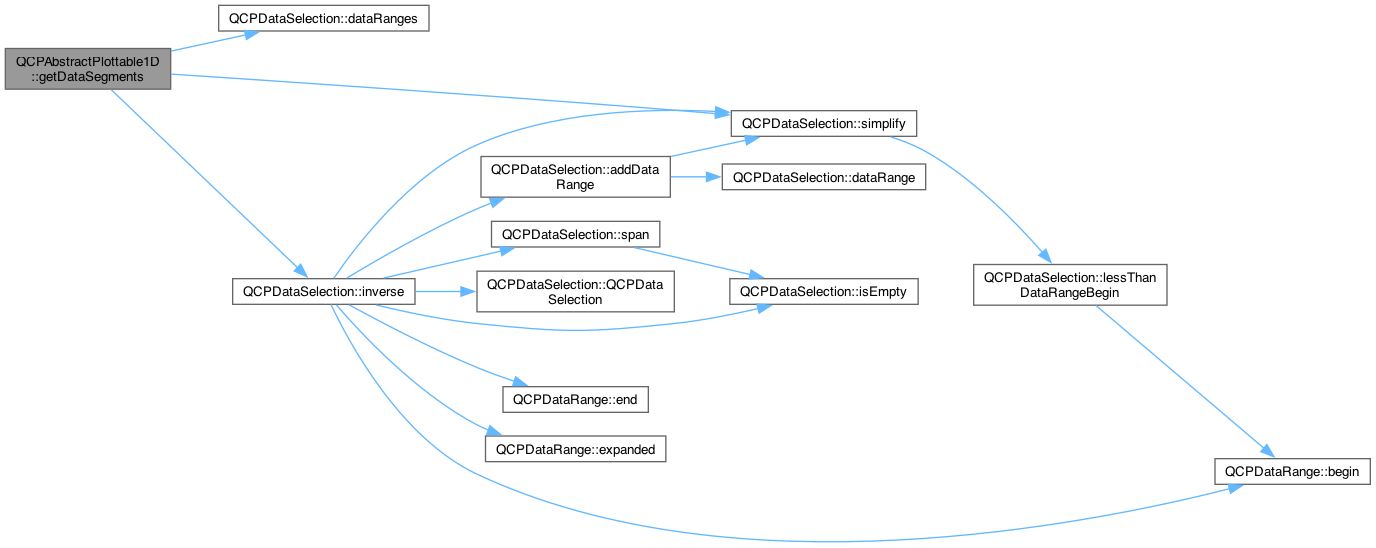 QCPDataSelection::dataRanges
QCPAbstractPlottable1D
::getDataSegments
QCPDataSelection::simplify
QCPDataSelection::addData
Range
QCPDataSelection::dataRange
QCPDataSelection::span
QCPDataSelection::inverse
QCPDataSelection::QCPData
Selection
QCPDataSelection::isEmpty
QCPDataSelection::lessThan
DataRangeBegin
QCPDataRange::end
QCPDataRange::expanded
QCPDataRange::begin